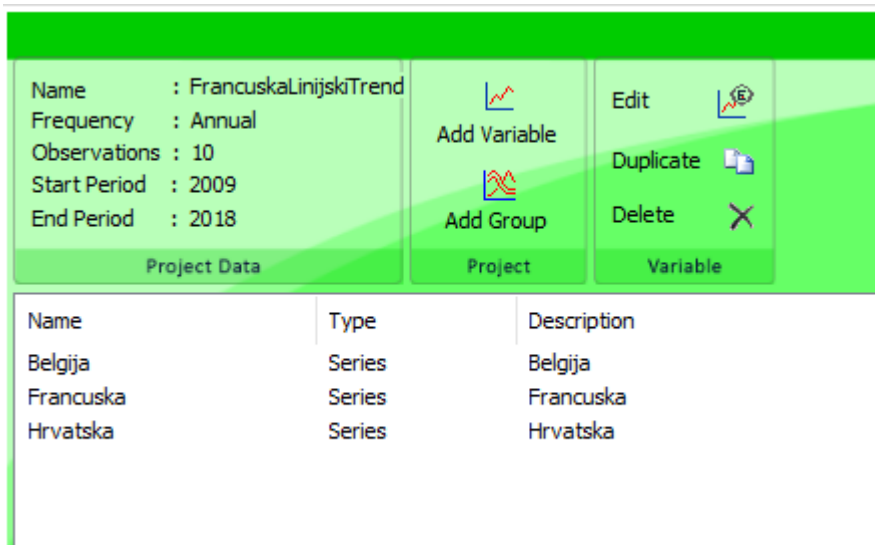 Name : FrancuskaLinijskiTrend
Frequency : Annual
Observations : 10
Start Period : 2009
End Period : 2018
Project Data
Add Variable
Add Group
Project
Edit
Duplicate
Delete
Variable
Name Type Description
Belgija Series Belgija
Francuska Series Francuska
Hrvatska Series Hrvatska